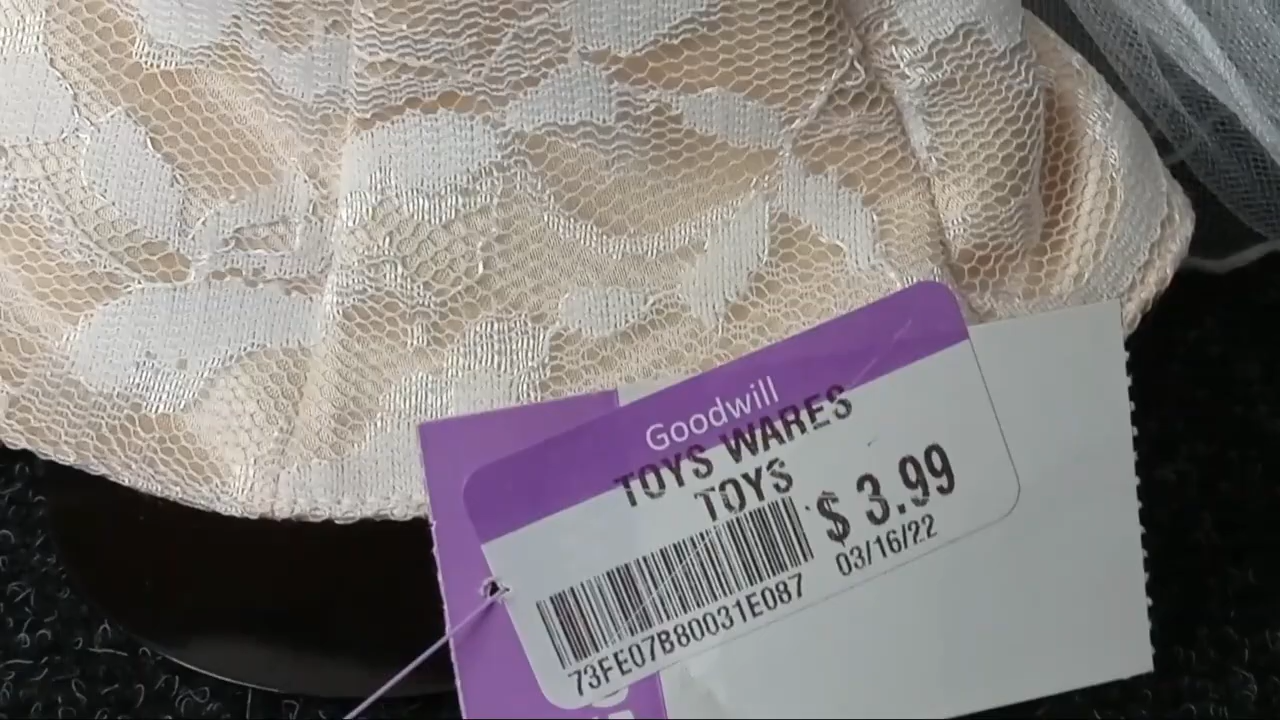 Goodwill
TOYS WARES
TOYS
$ 3.99
03/16/22
73FE07B80031E087